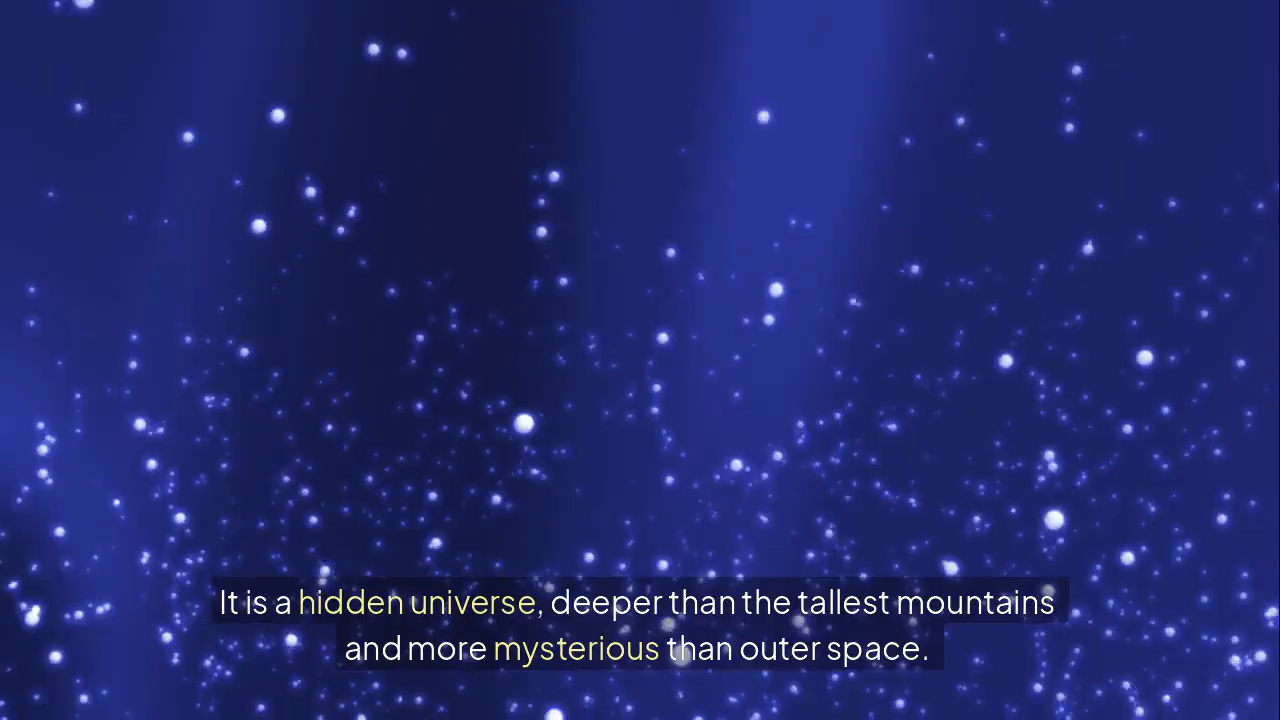 It is a hidden universe, deeper than the tallest mountains
and more mysterious than outer space.